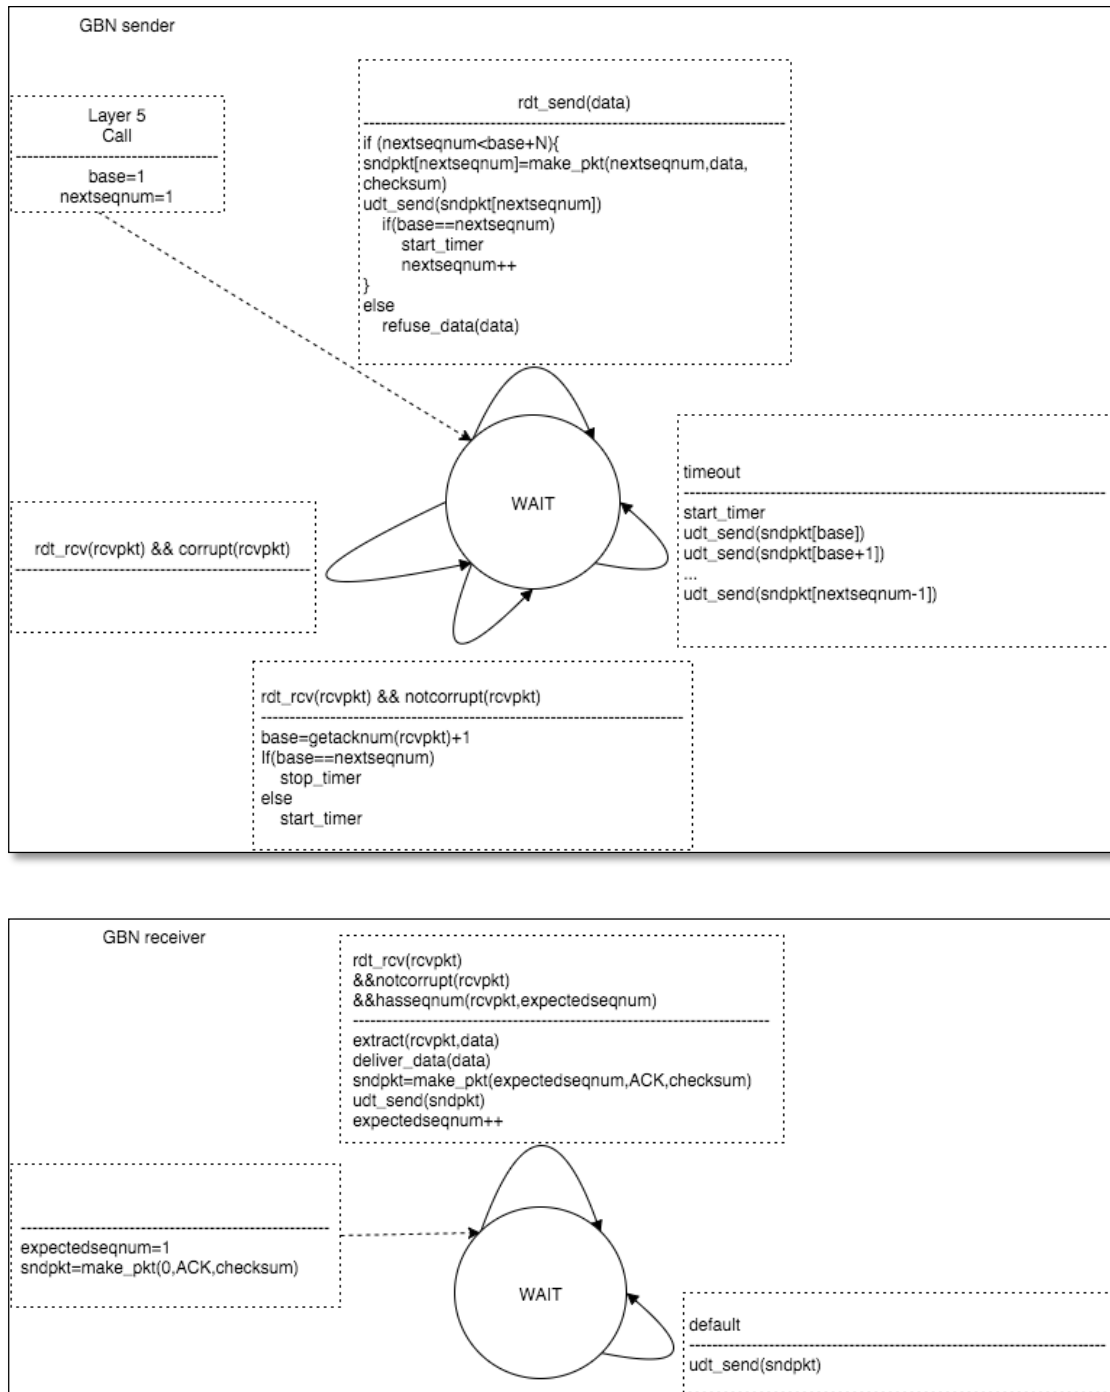 GBN sender
Layer 5
Call
base=1
nextseqnum=1
rdt_send(data)
if (nextseqnum<base+N){
sndpkt[nextseqnum]=make_pkt(nextseqnum,data,
checksum)
udt_send(sndpkt[nextseqnum])
if(base==nextseqnum)
start_timer
nextseqnum++
}
else
refuse_data(data)
WAIT
timeout
start_timer
udt_send(sndpkt[base])
udt_send(sndpkt[base+1])
...
udt_send(sndpkt[nextseqnum-1])
rdt_rcv(rcvpkt) && corrupt(rcvpkt)
rdt_rcv(rcvpkt) && notcorrupt(rcvpkt)
base=getacknum(rcvpkt)+1
If(base==nextseqnum)
stop_timer
else
start_timer
GBN receiver
rdt_rcv(rcvpkt)
&&notcorrupt(rcvpkt)
&&hasseqnum(rcvpkt,expectedseqnum)
extract(rcvpkt,data)
deliver_data(data)
sndpkt=make_pkt(expectedseqnum,ACK,checksum)
udt_send(sndpkt)
expectedseqnum++
expectedseqnum=1
sndpkt=make_pkt(0,ACK,checksum)
WAIT
default
udt_send(sndpkt)